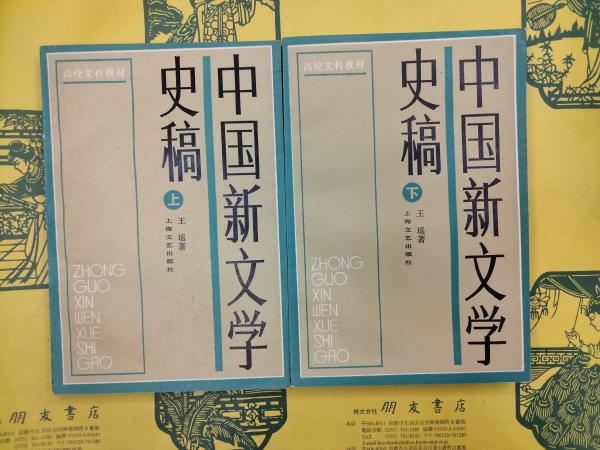 高校文科教材
中国新文学
史稿
上
王瑶著
上海文艺出版社
ZHONG
GUO
XIN
WEN
XUE
SHI
GAO
高校文科教材
中国新文学
史稿
下
王瑶著
上海文艺出版社
ZHONG
GUO
XIN
WEN
XUE
SHI
GAO
朋友書店
株式会社 朋友書店